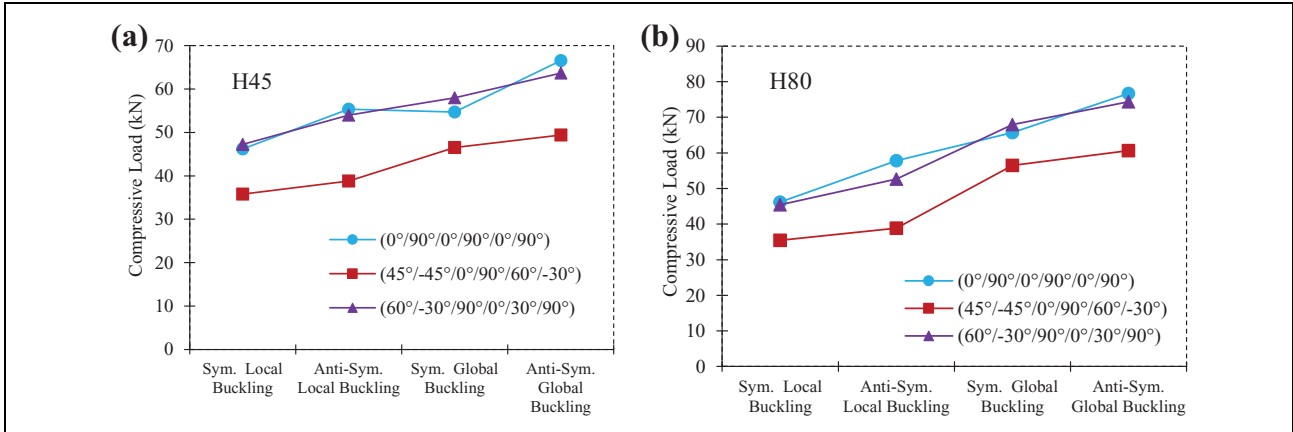 (a)
70
60
50
40
30
20
10
0
Compressive Load (kN)
H45
(0°/90°/0°/90°/0°/90°)
(45°/-45°/0°/90°/60°/-30°)
(60°/-30°/90°/0°/30°/90°)
Sym. Local
Buckling
Anti-Sym.
Local Buckling
Sym. Global
Buckling
Anti-Sym.
Global
Buckling
(b)
90
80
70
60
50
40
30
20
10
0
Compressive Load (kN)
H80
(0°/90°/0°/90°/0°/90°)
(45°/-45°/0°/90°/60°/-30°)
(60°/-30°/90°/0°/30°/90°)
Sym. Local
Buckling
Anti-Sym.
Local Buckling
Sym. Global
Buckling
Anti-Sym.
Global Buckling